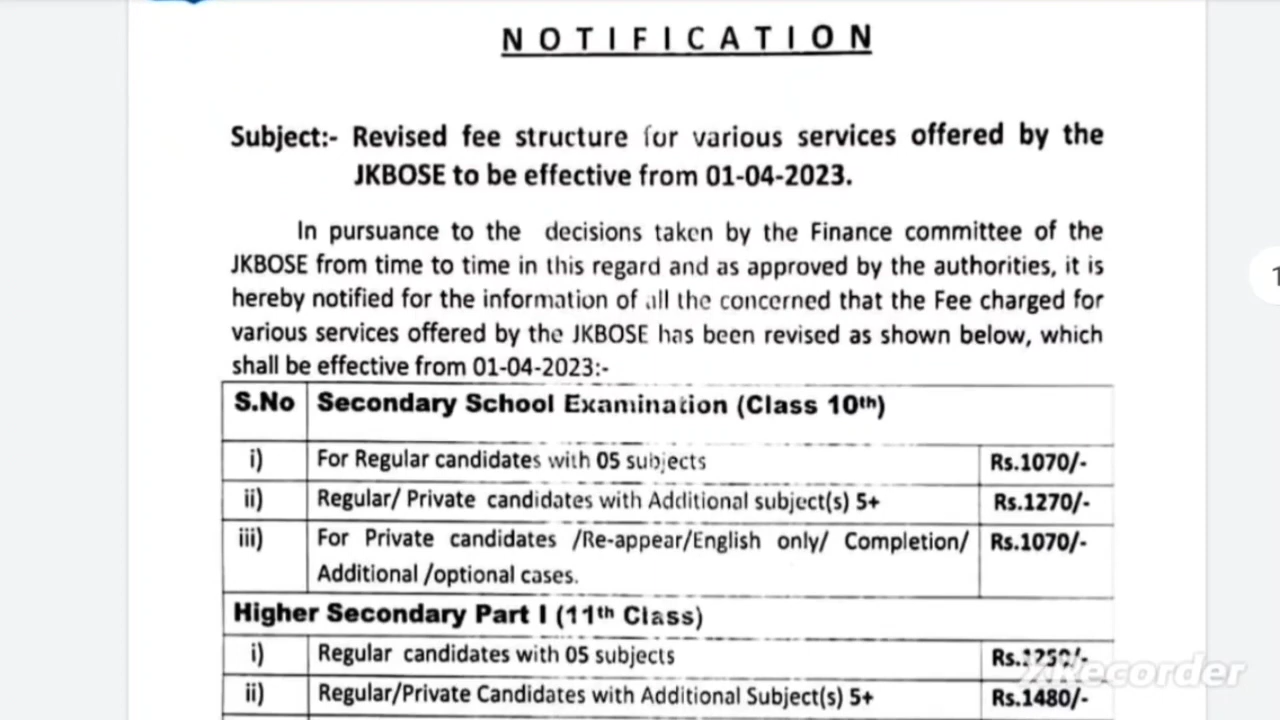 NOTIFICATION
Subject:- Revised fee structure for various services offered by the
JKBOSE to be effective from 01-04-2023.
In pursuance to the decisions taken by the Finance committee of the
JKBOSE from time to time in this regard and as approved by the authorities, it is
hereby notified for the information of all the concerned that the Fee charged for
various services offered by the JKBOSE has been revised as shown below, which
shall be effective from 01-04-2023:-
S.No Secondary School Examination (Class 10th)
i) For Regular candidates with 05 subjects Rs.1070/-
ii) Regular/ Private candidates with Additional subject(s) 5+ Rs.1270/-
iii) For Private candidates /Re-appear/English only/ Completion/ Rs.1070/-
Additional /optional cases.
Higher Secondary Part I (11th Class)
i) Regular candidates with 05 subjects
ii) Regular/Private Candidates with Additional Subject(s) 5+ Rs.1480/-
XRecorder
1